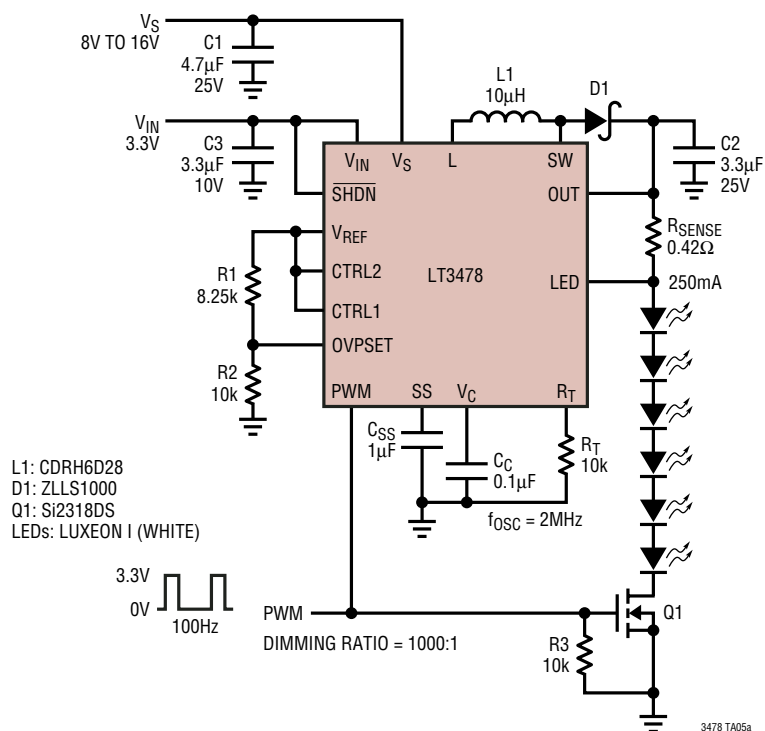 VS
8V TO 16V
C1
4.7µF
25V
L1
10µH
D1
VIN
3.3V
C3
3.3µF
10V
C2
3.3µF
25V
VIN
VS
L
SW
SHDN
OUT
VREF
RSENSE
0.42Ω
R1
8.25k
CTRL2
LT3478
LED
250mA
CTRL1
OVPSET
R2
10k
PWM
SS
VC
RT
CSS
1µF
RT
10k
CC
0.1µF
fOSC = 2MHz
L1: CDRH6D28
D1: ZLLS1000
Q1: Si2318DS
LEDs: LUXEON I (WHITE)
3.3V
0V
100Hz
PWM
Q1
DIMMING RATIO = 1000:1
R3
10k
3478 TA05a